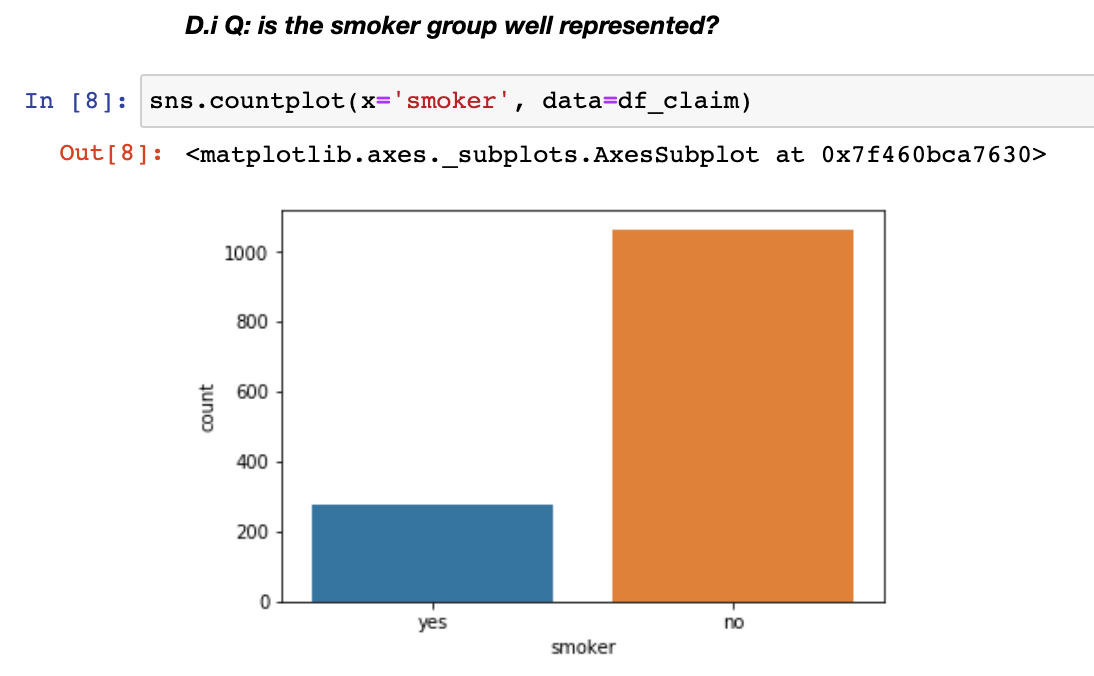 D.i Q: is the smoker group well represented?
In [8]: sns.countplot(x='smoker', data=df_claim)
Out[8]: <matplotlib.axes._subplots.AxesSubplot at 0x7f460bca7630>
1000
800
600
400
200
0
count
yes no
smoker